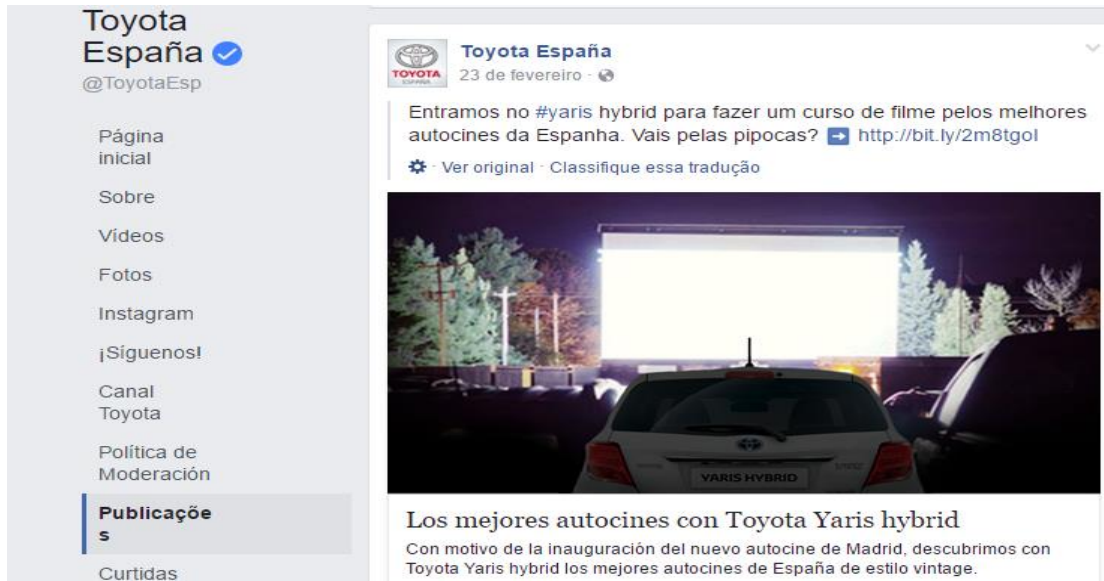 Toyota
España
@ToyotaEsp
Página
inicial
Sobre
Vídeos
Fotos
Instagram
¡Síguenos!
Canal
Toyota
Política de
Moderación
Publicaçõe
s
Curtidas
TOYOTA
ESPAÑA
Toyota España
23 de fevereiro ·
Entramos no #yaris hybrid para fazer um curso de filme pelos melhores
autocines da Espanha. Vais pelas pipocas? ➡ http://bit.ly/2m8tgol
· Ver original · Classifique essa tradução
YARIS HYBRID
Los mejores autocines con Toyota Yaris hybrid
Con motivo de la inauguración del nuevo autocine de Madrid, descubrimos con
Toyota Yaris hybrid los mejores autocines de España de estilo vintage.